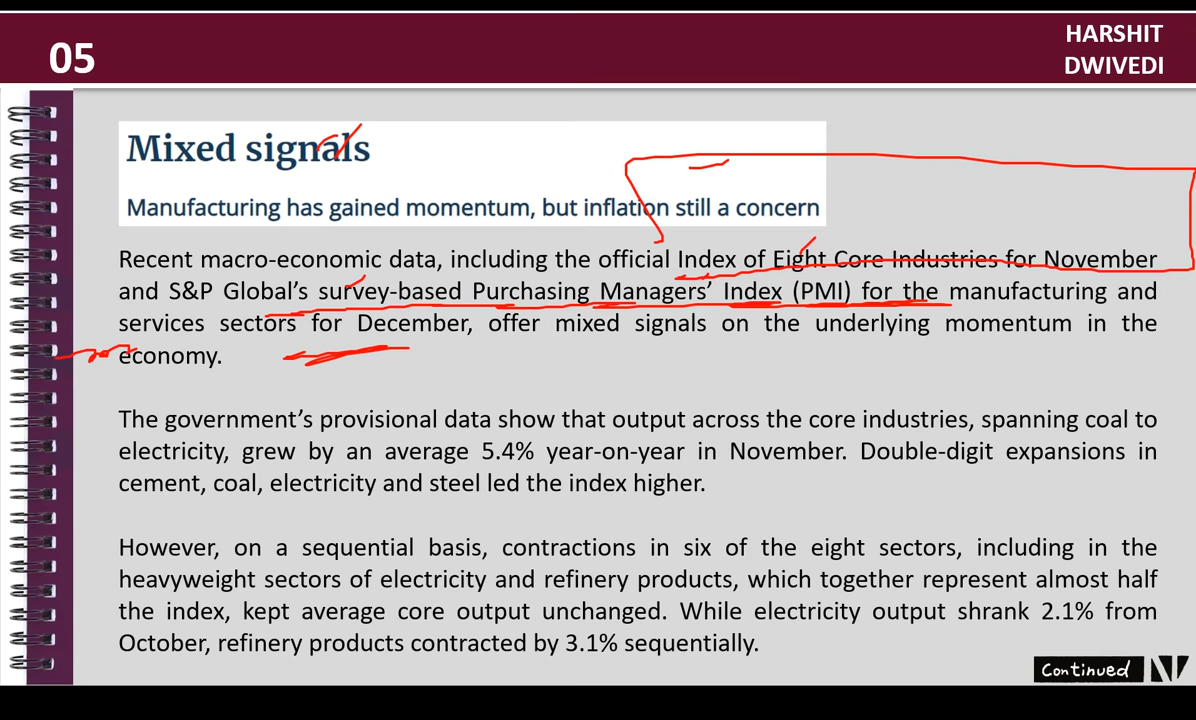 05
HARSHIT
DWIVEDI
Mixed signals
Manufacturing has gained momentum, but inflation still a concern
Recent macro-economic data, including the official Index of Eight Core Industries for November
and S&P Global's survey-based Purchasing Managers' Index (PMI) for the manufacturing and
services sectors for December, offer mixed signals on the underlying momentum in the
economy.
The government's provisional data show that output across the core industries, spanning coal to
electricity, grew by an average 5.4% year-on-year in November. Double-digit expansions in
cement, coal, electricity and steel led the index higher.
However, on a sequential basis, contractions in six of the eight sectors, including in the
heavyweight sectors of electricity and refinery products, which together represent almost half
the index, kept average core output unchanged. While electricity output shrank 2.1% from
October, refinery products contracted by 3.1% sequentially.
Continued